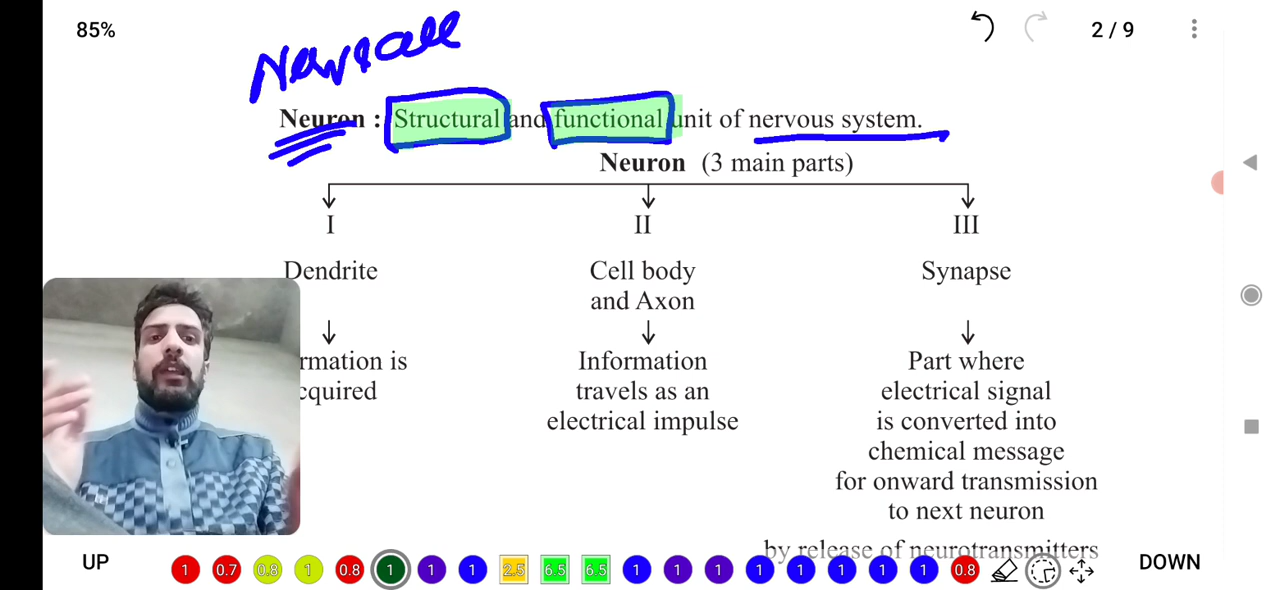 85%
2 / 9
Neuron : Structural and functional unit of nervous system.
Neuron (3 main parts)
I
II
III
Dendrite
Cell body
and Axon
Synapse
rmation is
cquired
Information
travels as an
electrical impulse
Part where
electrical signal
is converted into
chemical message
for onward transmission
to next neuron
by release of neurotransmitters
UP
1 0.7 0.8 1 0.8 1 1 1 2.5 6.5 6.5 1 1 1 1 1 1 1 1 0.8
DOWN